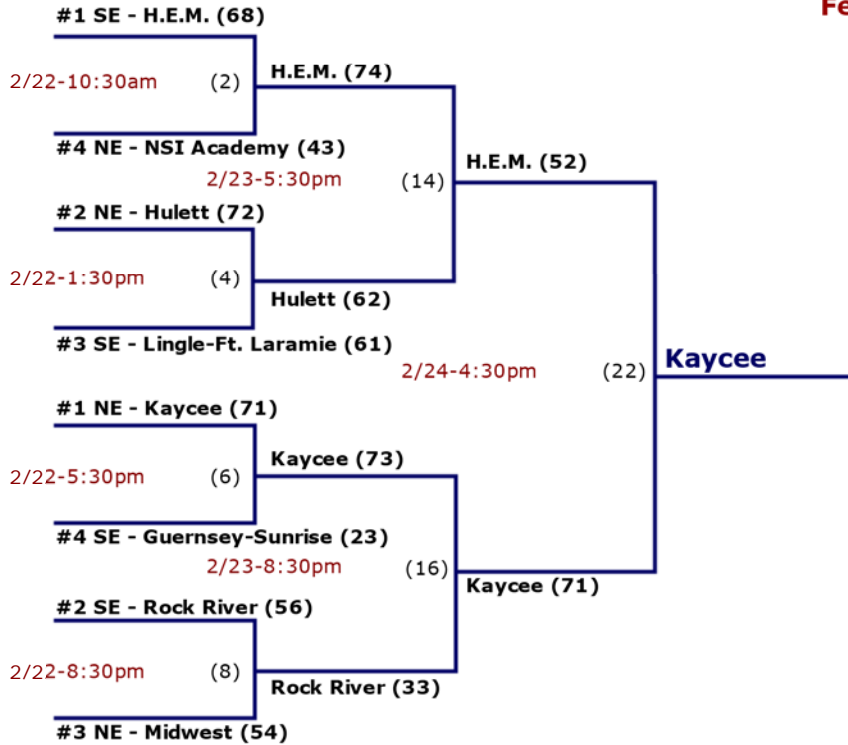 #1 SE - H.E.M. (68)
Fe
2/22-10:30am
(2)
H.E.M. (74)
#4 NE - NSI Academy (43)
2/23-5:30pm
(14)
H.E.M. (52)
#2 NE - Hulett (72)
2/22-1:30pm
(4)
Hulett (62)
#3 SE - Lingle-Ft. Laramie (61)
2/24-4:30pm
(22)
Kaycee
#1 NE - Kaycee (71)
Kaycee (73)
2/22-5:30pm
(6)
#4 SE - Guernsey-Sunrise (23)
2/23-8:30pm
(16)
Kaycee (71)
#2 SE - Rock River (56)
2/22-8:30pm
(8)
Rock River (33)
#3 NE - Midwest (54)